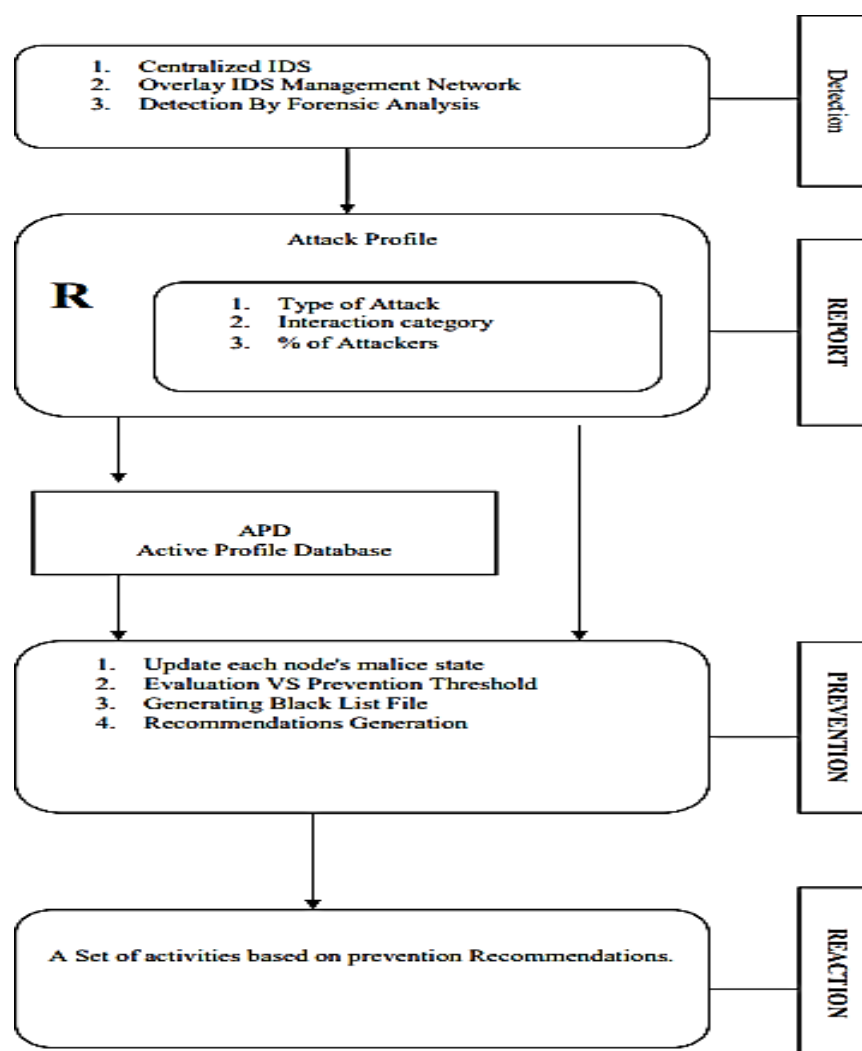 1. Centralized IDS
2. Overlay IDS Management Network
3. Detection By Forensic Analysis
Detection
Attack Profile
R
1. Type of Attack
2. Interaction category
3. % of Attackers
REPORT
APD
Active Profile Database
1. Update each node's malice state
2. Evaluation VS Prevention Threshold
3. Generating Black List File
4. Recommendations Generation
PREVENTION
A Set of activities based on prevention Recommendations.
REACTION